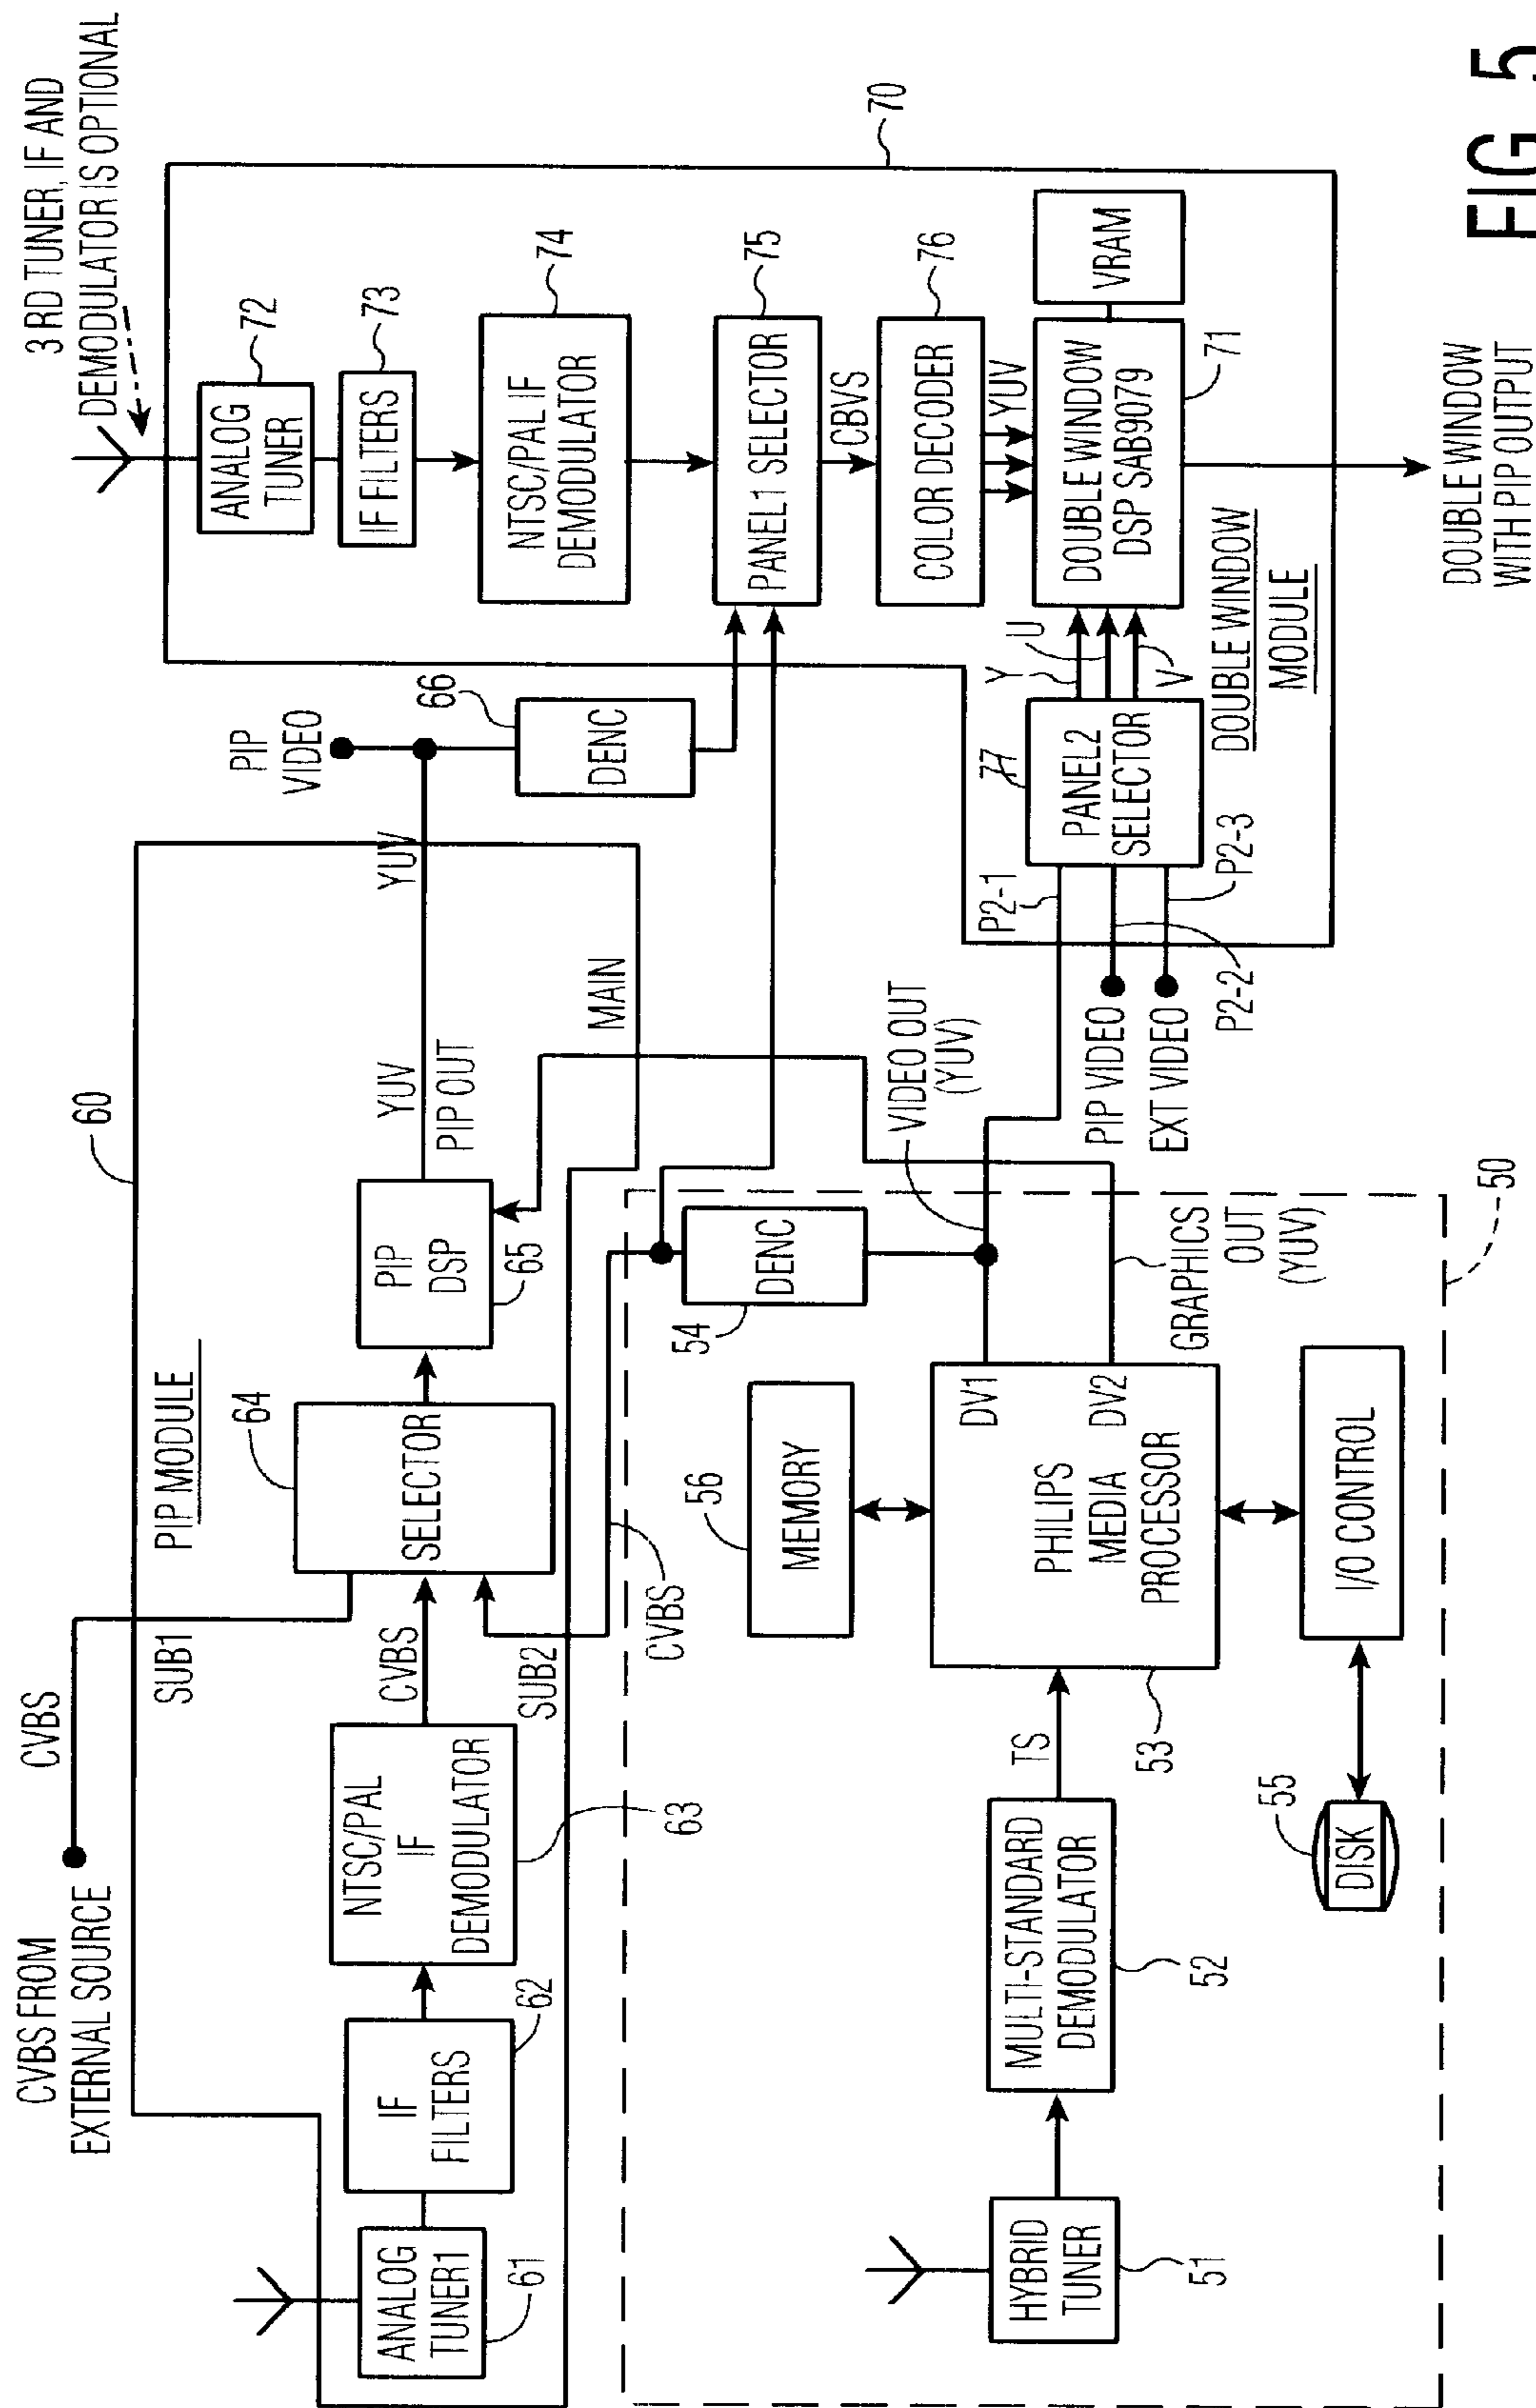 3 RD TUNER, IF AND
DEMODULATOR IS OPTIONAL
CVBS FROM
EXTERNAL SOURCE
CVBS
60
SUB1
PIP MODULE
ANALOG
TUNER1
61
IF
FILTERS
62
NTSC/PAL
IF
DEMODULATOR
63
CVBS
SUB2
SELECTOR
64
PIP
DSP
65
YUV
PIP OUT
YUV
MAIN
PIP
VIDEO
DENC
66
CVBS
50
HYBRID
TUNER
51
MULTI-STANDARD
DEMODULATOR
52
TS
PHILIPS
MEDIA
PROCESSOR
DV1
DV2
53
MEMORY
56
DENC
54
I/O CONTROL
DISK
55
VIDEO OUT
(YUV)
GRAPHICS
OUT
(YUV)
70
ANALOG
TUNER
72
IF FILTERS
73
NTSC/PAL IF
DEMODULATOR
74
PANEL1 SELECTOR
75
CBVS
COLOR DECODER
76
YUV
DOUBLE WINDOW
DSP SAB9079
71
VRAM
PANEL2
SELECTOR
77
Y
U
V
P2-1
P2-2
P2-3
PIP VIDEO
EXT VIDEO
DOUBLE WINDOW
MODULE
DOUBLE WINDOW
WITH PIP OUTPUT
FIG. 5